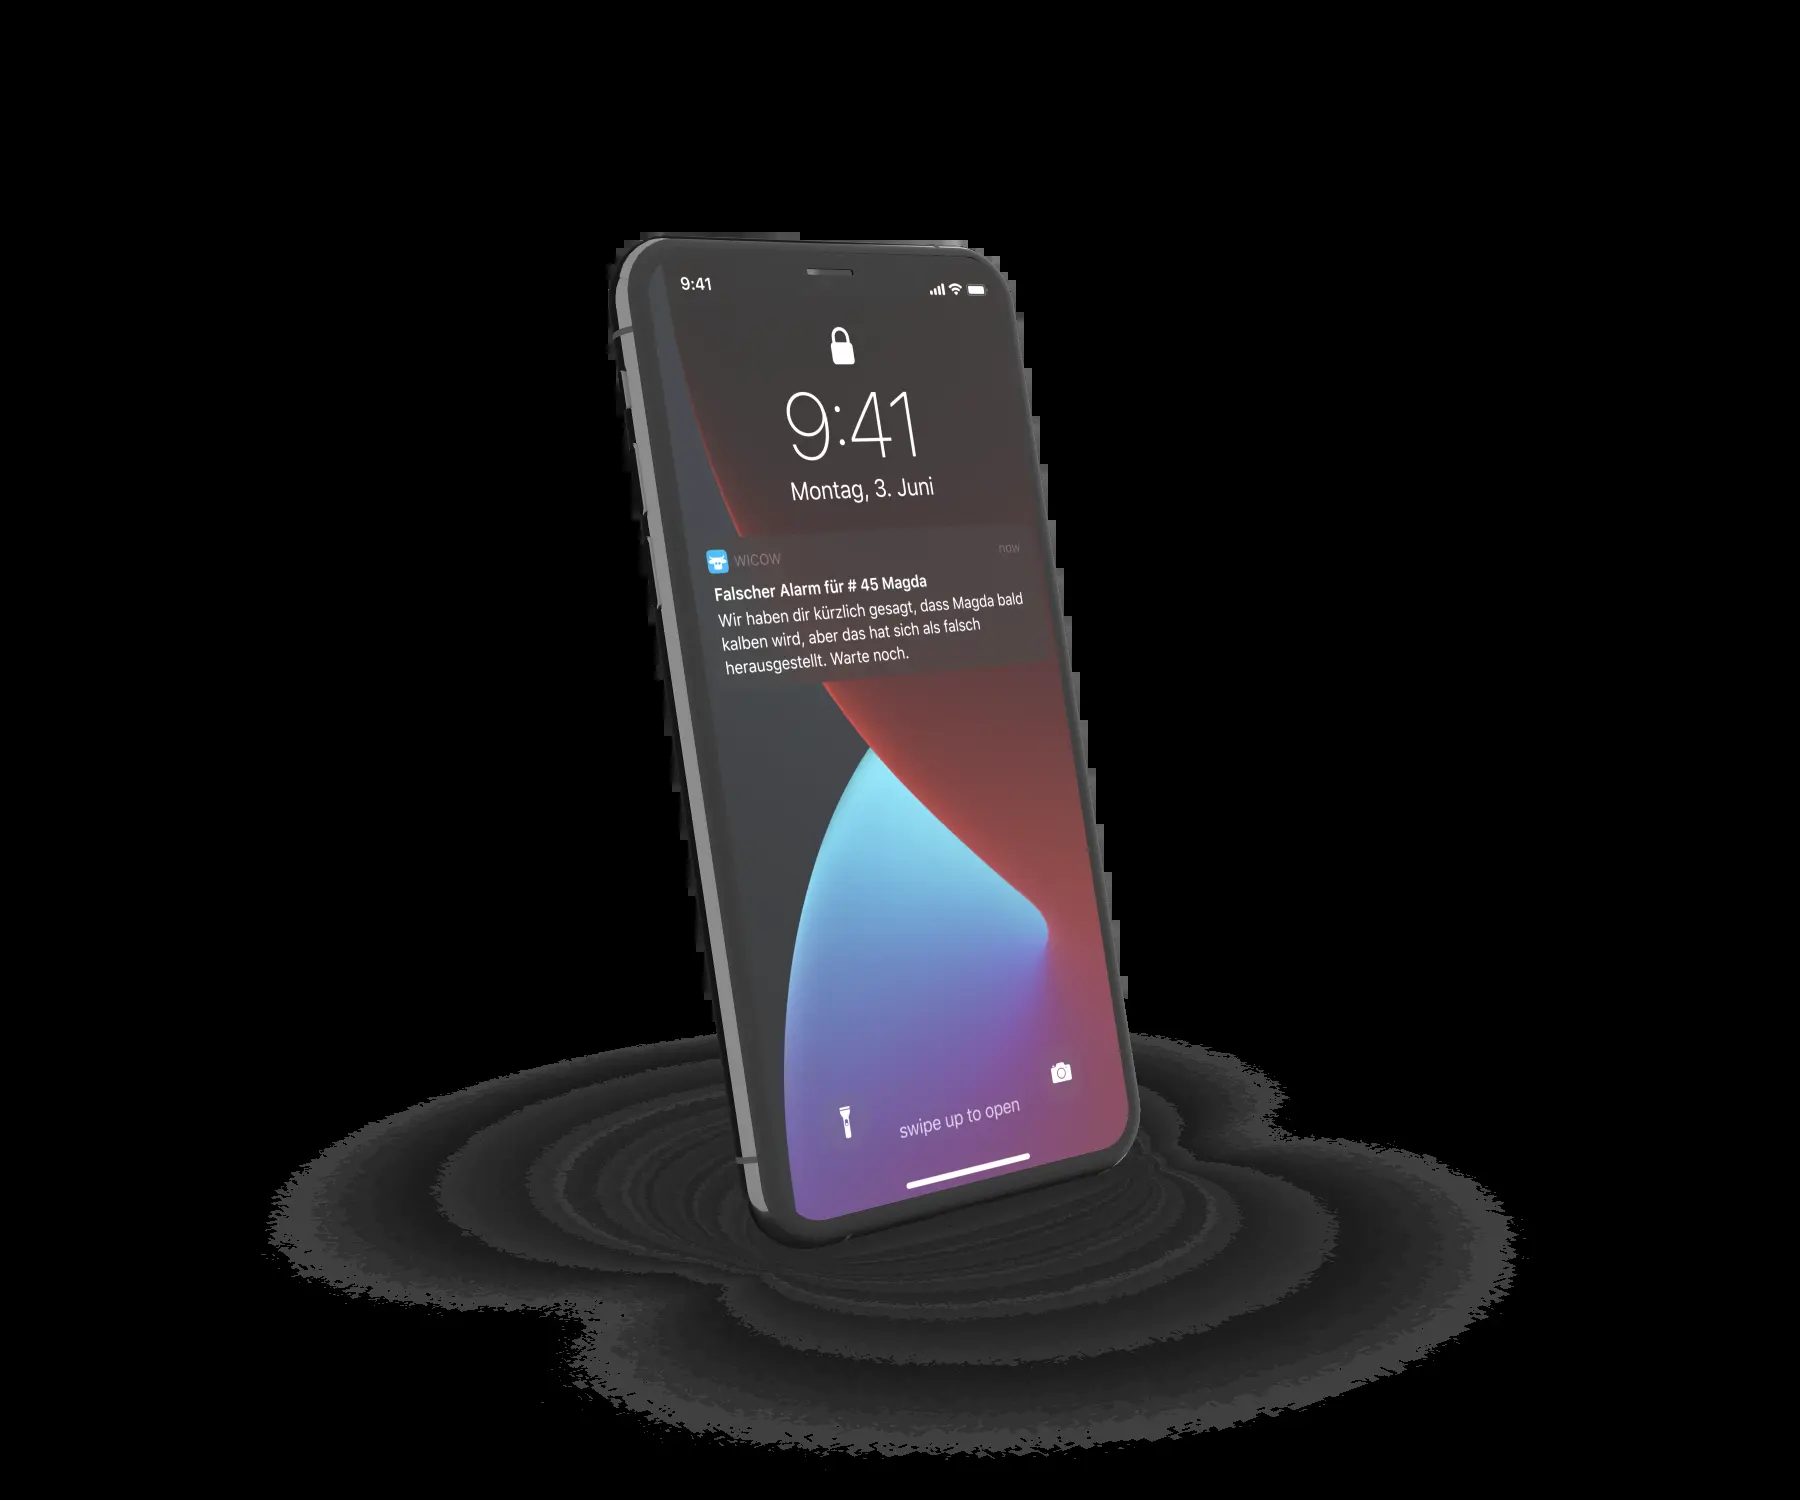 9:41
9:41
Montag, 3. Juni
WICOW now
Falscher Alarm für # 45 Magda
Wir haben dir kürzlich gesagt, dass Magda bald
kalben wird, aber das hat sich als falsch
herausgestellt. Warte noch.
swipe up to open